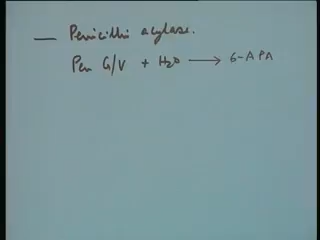 — Penicillin acylase.
Pen G/V + H2O → 6-APA